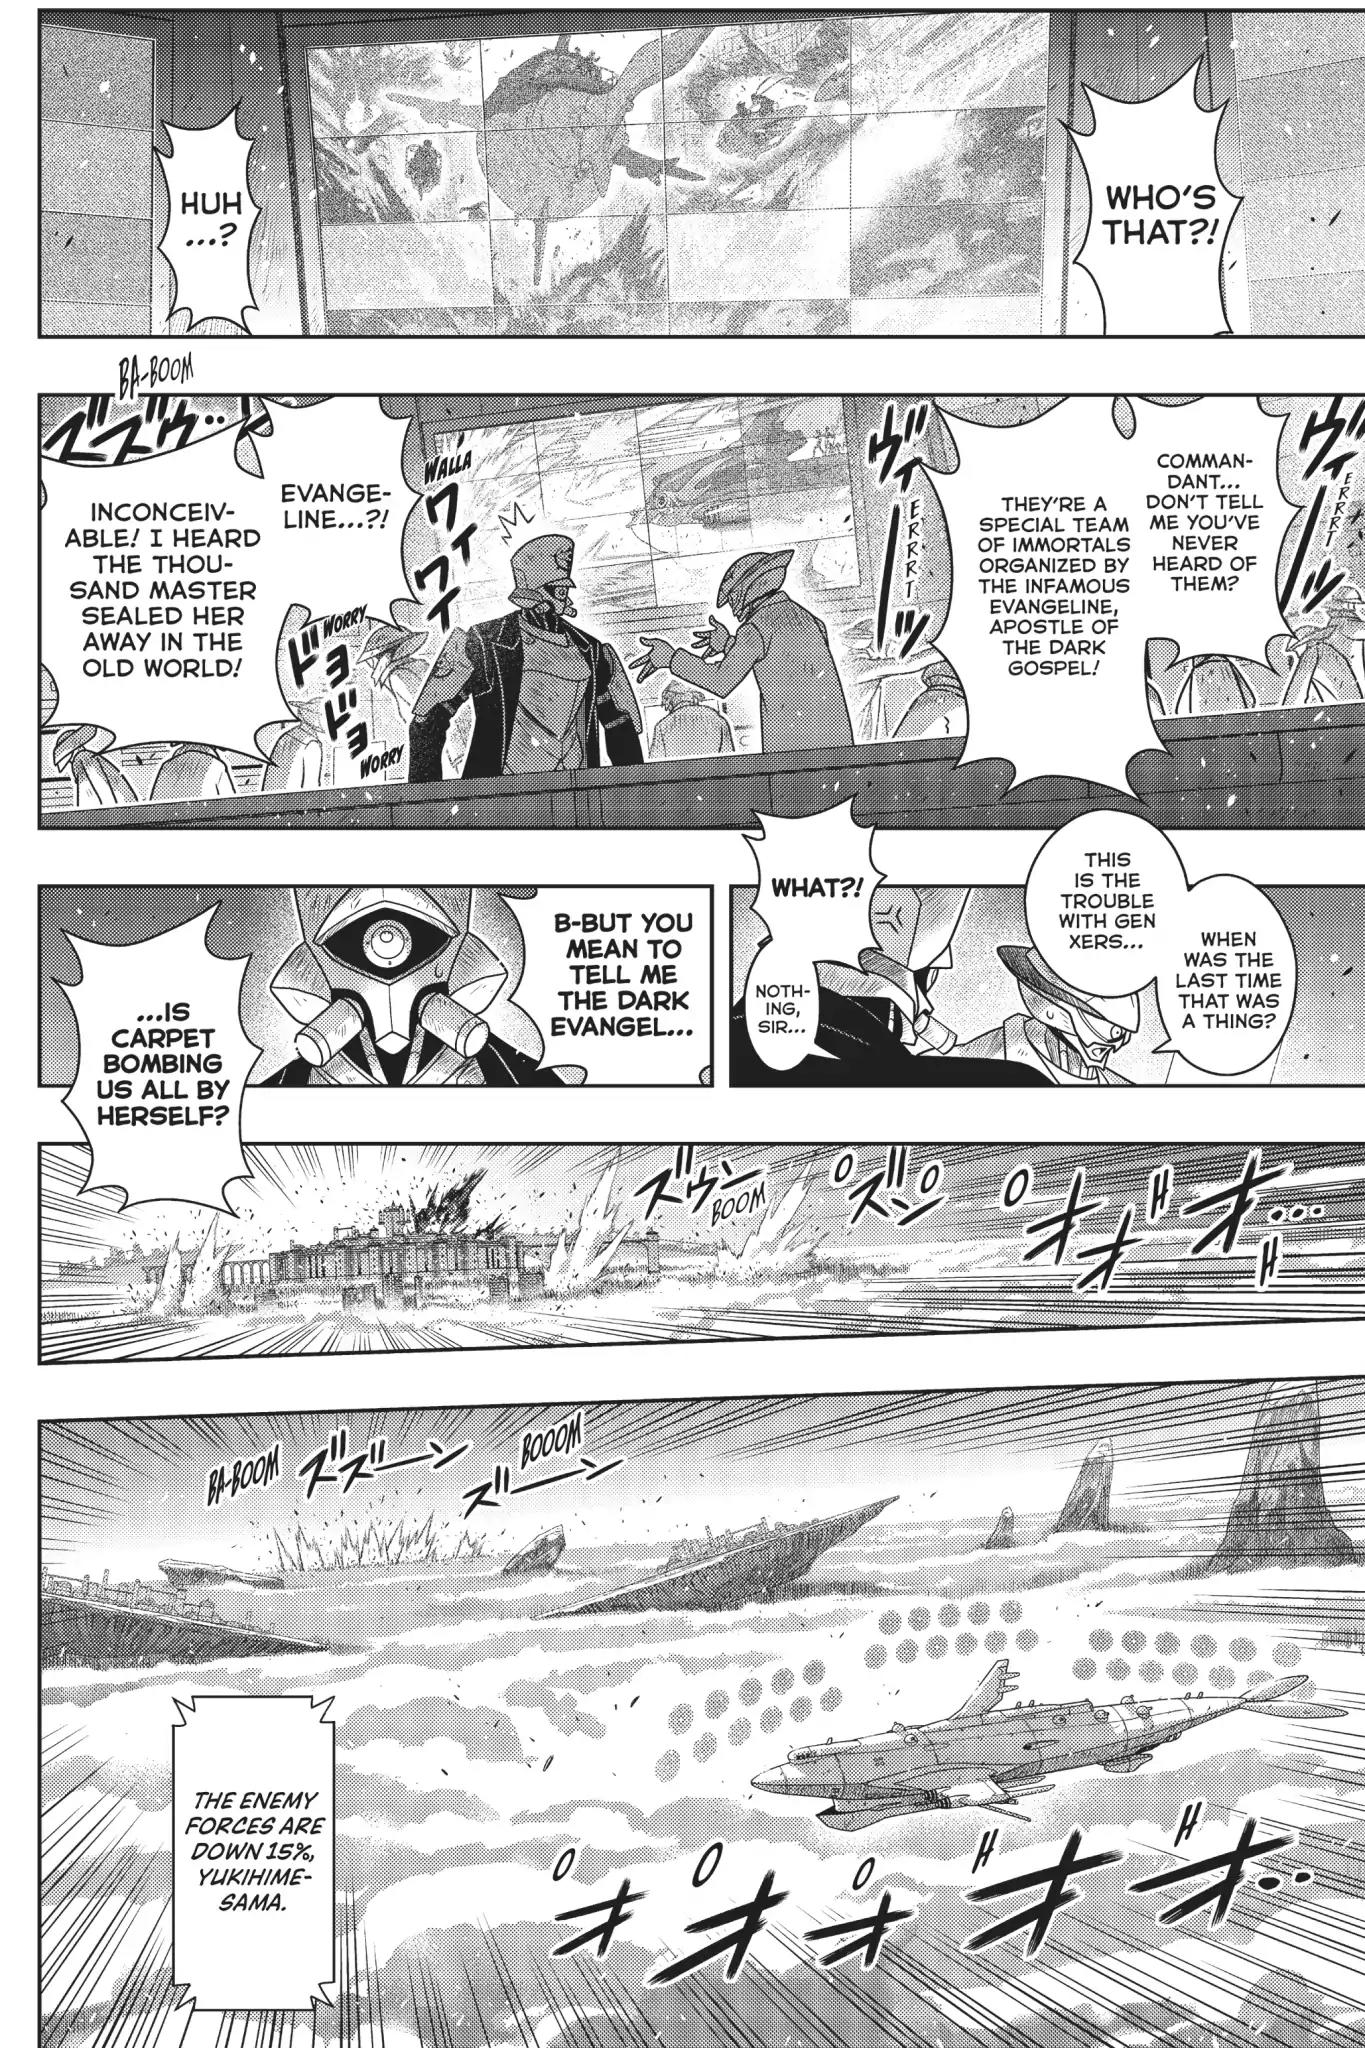 WHO'S
THAT?!
HUH
...?
COMMAN-
DANT...
DON'T TELL
ME YOU'VE
NEVER
HEARD OF
THEM?
ERRRT
THEY'RE A
SPECIAL TEAM
OF IMMORTALS
ORGANIZED BY
THE INFAMOUS
EVANGELINE,
APOSTLE OF
THE DARK
GOSPEL!
ヴィ
ERRRT
WALLA
ワイ
ワイ
EVANGE-
LINE...?!
BA-BOOM
ズズゥ..
INCONCEIV-
ABLE! I HEARD
THE THOU-
SAND MASTER
SEALED HER
AWAY IN THE
OLD WORLD!
WORRY
ドヨ
ドヨ
WORRY
WHEN
WAS THE
LAST TIME
THAT WAS
A THING?
THIS
IS THE
TROUBLE
WITH GEN
XERS...
WHAT?!
NOTH-
ING,
SIR...
B-BUT YOU
MEAN TO
TELL ME
THE DARK
EVANGEL...
...IS
CARPET
BOMBING
US ALL BY
HERSELF?
ズゥン
BOOM
ズン
O
O
O
H
H
オオオオ...
BA-BOOM
ズズーン
BOOOM
ズーン
THE ENEMY
FORCES ARE
DOWN 15%,
YUKIHIME-
SAMA.
O
O
O
H
H
オオオオオ...